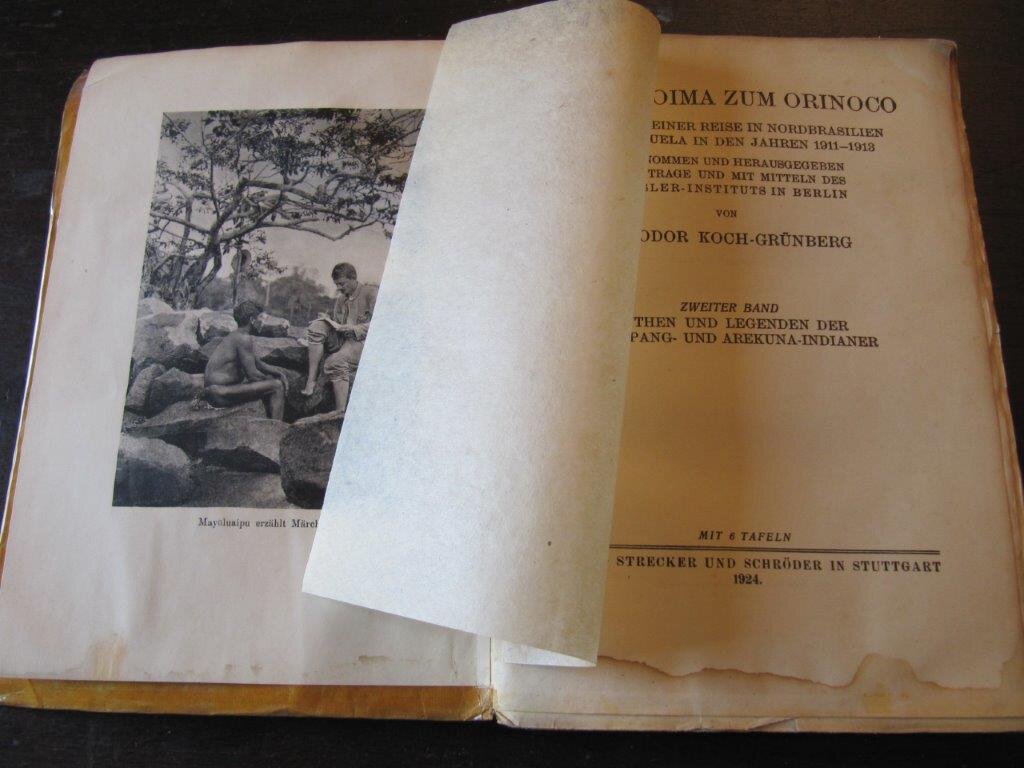 Mayūluaipu erzählt Märch
OIMA ZUM ORINOCO
EINER REISE IN NORDBRASILIEN
UELA IN DEN JAHREN 1911–1913
NOMMEN UND HERAUSGEGEBEN
TRAGE UND MIT MITTELN DES
LER-INSTITUTS IN BERLIN
VON
ODOR KOCH-GRÜNBERG
ZWEITER BAND
THEN UND LEGENDEN DER
PANG- UND AREKUNA-INDIANER
MIT 6 TAFELN
STRECKER UND SCHRÖDER IN STUTTGART
1924.